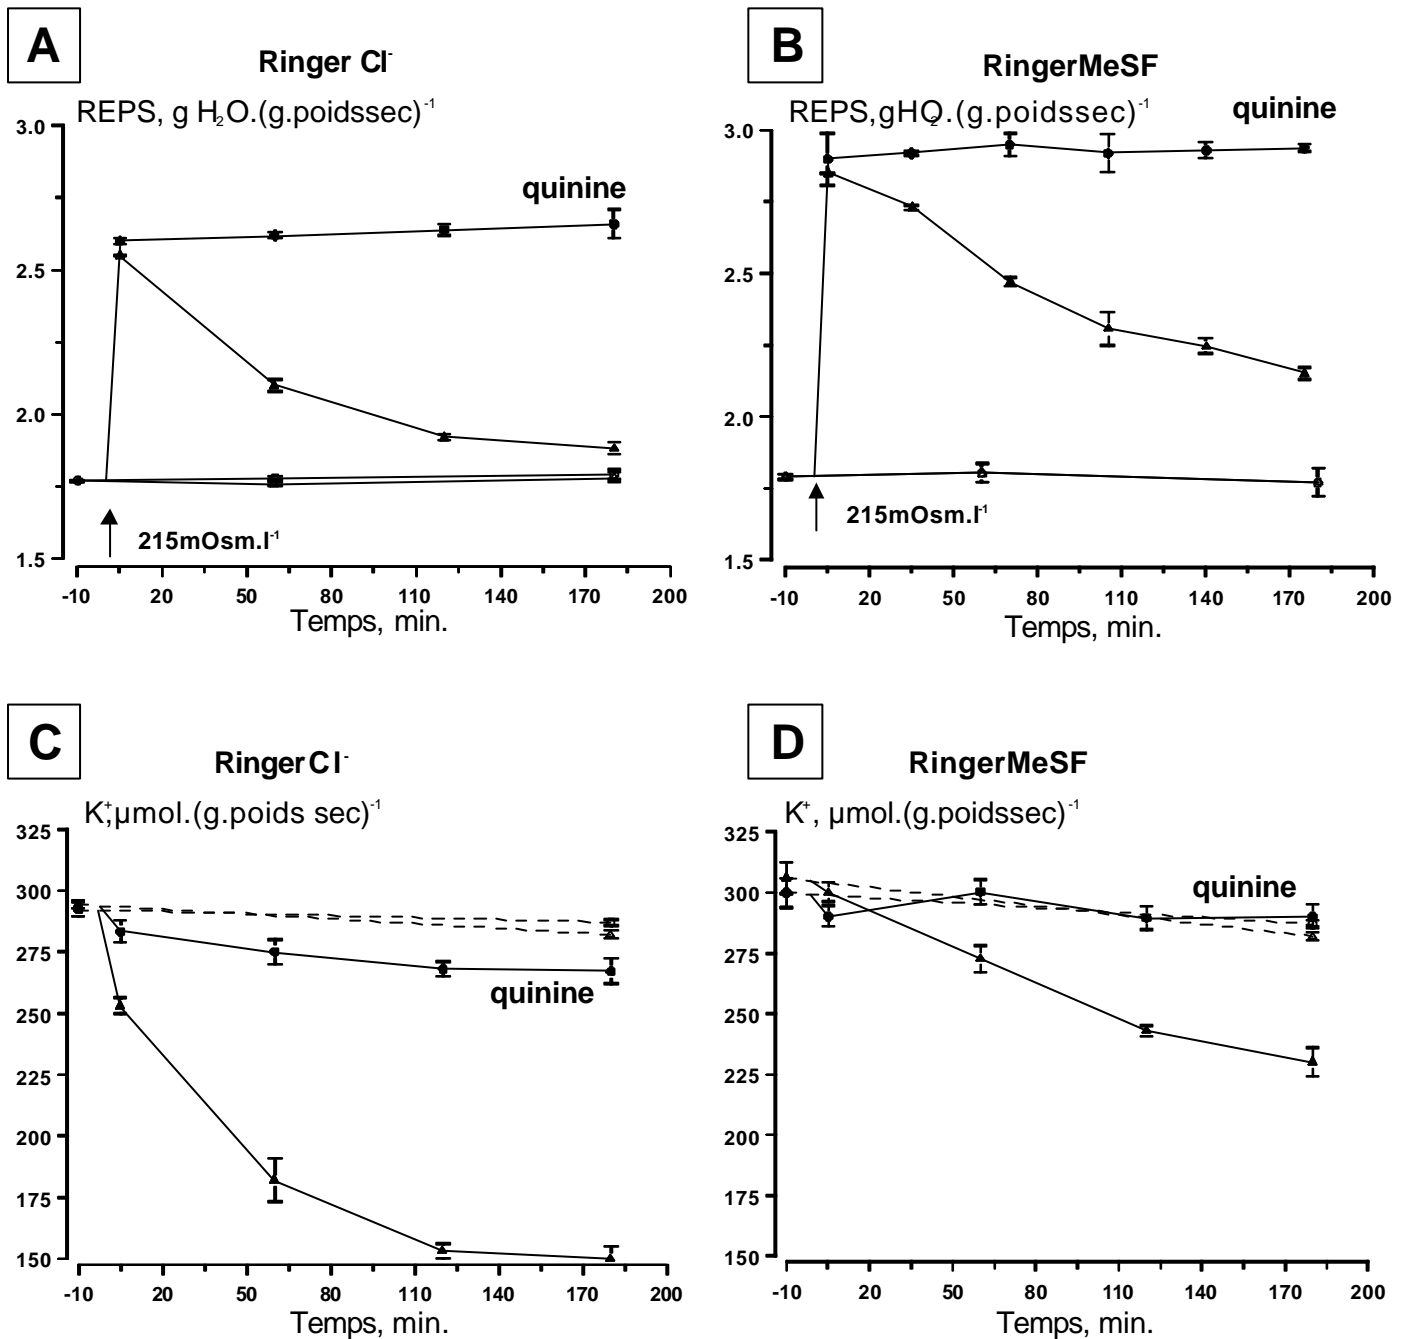 A
Ringer Cl⁻
REPS, g H₂O.(g.poidssec)⁻¹
3.0
2.5
2.0
1.5
quinine
215mOsm.l⁻¹
-10 20 50 80 110 140 170 200
Temps, min.
B
RingerMeSF
REPS,gHO₂.(g.poidssec)⁻¹
quinine
3.0
2.5
2.0
1.5
215mOsm.l⁻¹
-10 20 50 80 110 140 170 200
Temps, min.
C
RingerCl⁻
K⁺,µmol.(g.poids sec)⁻¹
325
300
275
250
225
200
175
150
quinine
-10 20 50 80 110 140 170 200
Temps, min.
D
RingerMeSF
K⁺, µmol.(g.poidssec)⁻¹
325
300
275
250
225
200
175
150
quinine
-10 20 50 80 110 140 170 200
Temps, min.